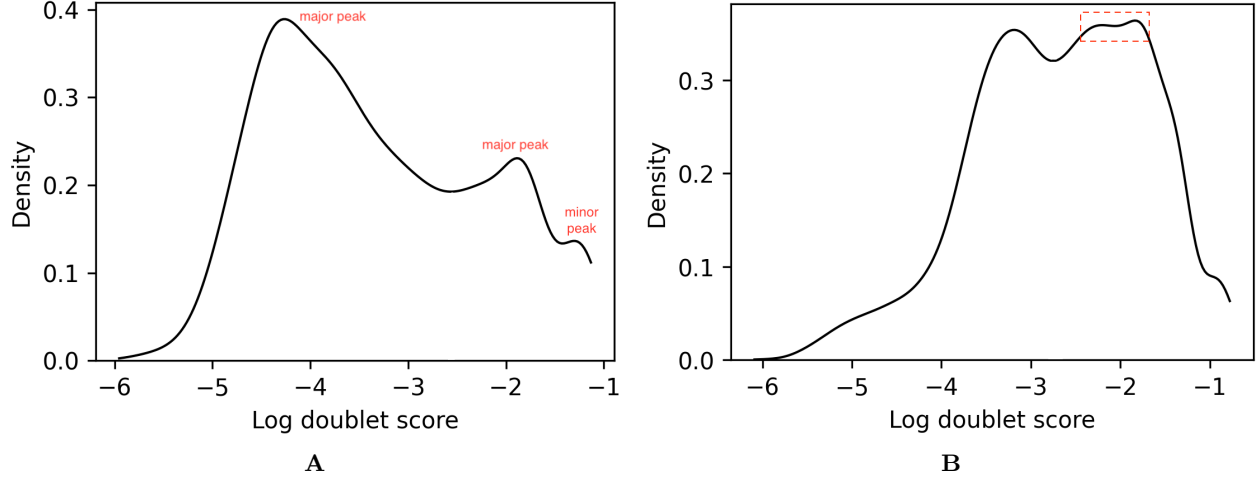 0.4
0.3
0.2
0.1
0.0
−6
−5
−4
−3
−2
−1
Density
Log doublet score
major peak
major peak
minor
peak
A
0.3
0.2
0.1
0.0
−6
−5
−4
−3
−2
−1
Density
Log doublet score
B